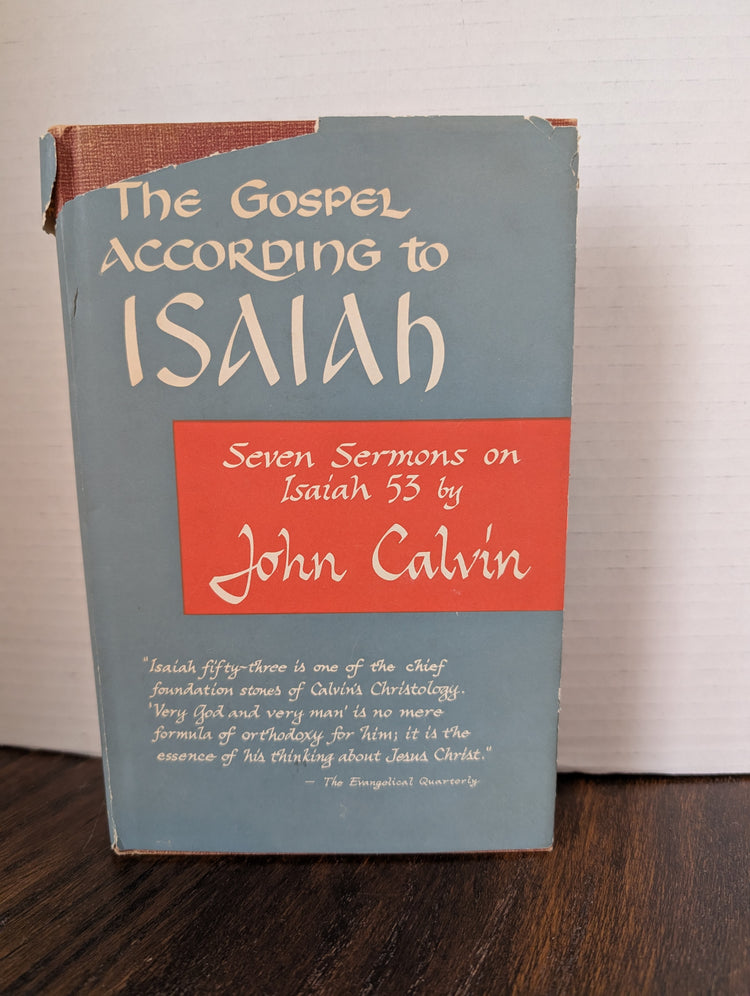 The Gospel
according to
ISAIAh
Seven Sermons on
Isaiah 53 by
John Calvin
"Isaiah fifty-three is one of the chief
foundation stones of Calvin's Christology.
'Very God and very man' is no mere
formula of orthodoxy for him; it is the
essence of his thinking about Jesus Christ."
— The Evangelical Quarterly